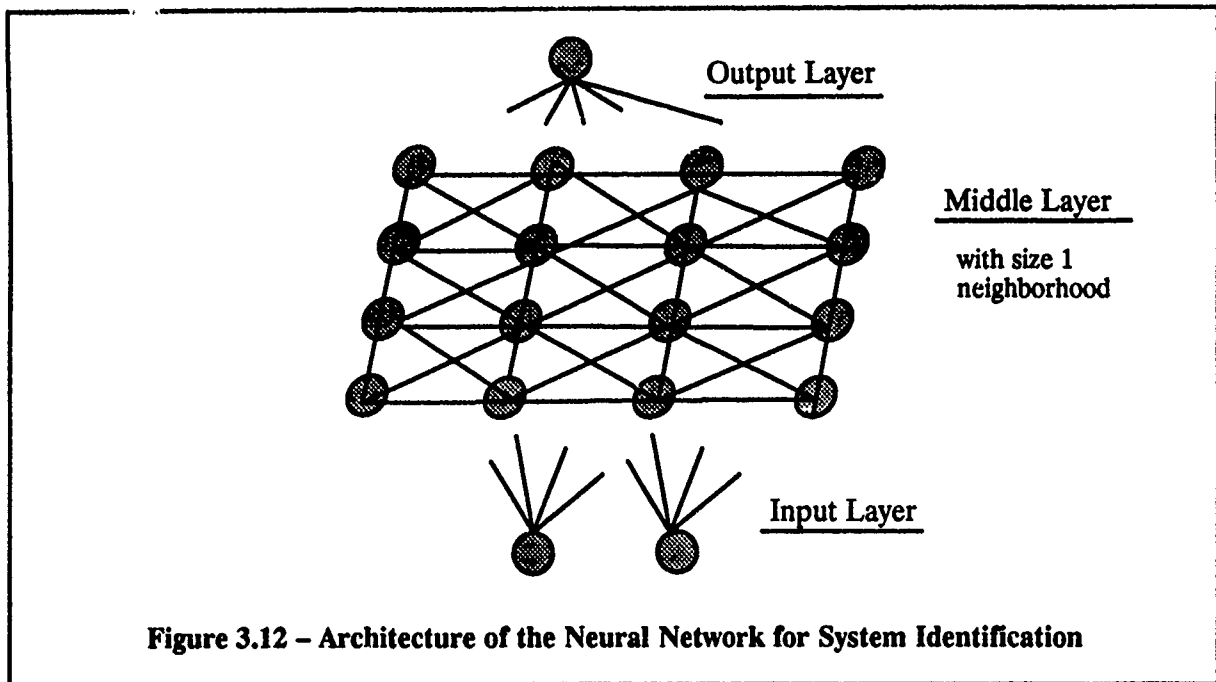 Output Layer
Middle Layer
with size 1
neighborhood
Input Layer
Figure 3.12 – Architecture of the Neural Network for System Identification